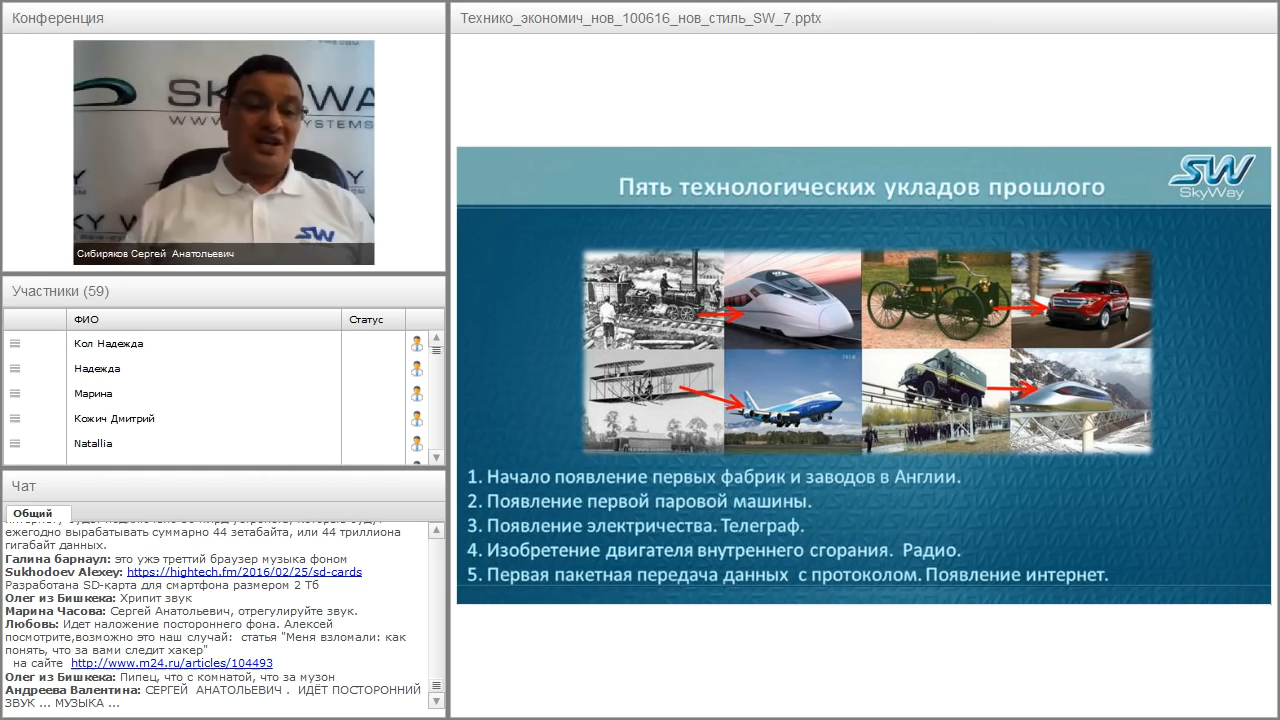 Конференция
SKYWAY
WWW
SYSTEMS
SW
Сибиряков Сергей Анатольевич
Участники (59)
ФИО
Статус
Кол Надежда
Надежда
Марина
Кожич Дмитрий
Natallia
Чат
Общий
ежегодно вырабатывать суммарно 44 зетабайта, или 44 триллиона
гигабайт данных.
Галина барнаул: это ужэ треттий браузер музыка фоном
Sukhodoev Alexey: https://hightech.fm/2016/02/25/sd-cards
Разработана SD-карта для смартфона размером 2 Тб
Олег из Бишкека: Хрипит звук
Марина Часова: Сергей Анатольевич, отрегулируйте звук.
Любовь: Идет наложение постороннего фона. Алексей
посмотрите,возможно это наш случай: статья "Меня взломали: как
понять, что за вами следит хакер"
на сайте http://www.m24.ru/articles/104493
Олег из Бишкека: Пипец, что с комнатой, что за музон
Андреева Валентина: СЕРГЕЙ АНАТОЛЬЕВИЧ . ИДЁТ ПОСТОРОННИЙ
ЗВУК ... МУЗЫКА ...
Технико_экономич_нов_100616_нов_стиль_SW_7.pptx
Пять технологических укладов прошлого
SW
SkyWay
1. Начало появление первых фабрик и заводов в Англии.
2. Появление первой паровой машины.
3. Появление электричества. Телеграф.
4. Изобретение двигателя внутреннего сгорания. Радио.
5. Первая пакетная передача данных с протоколом. Появление интернет.